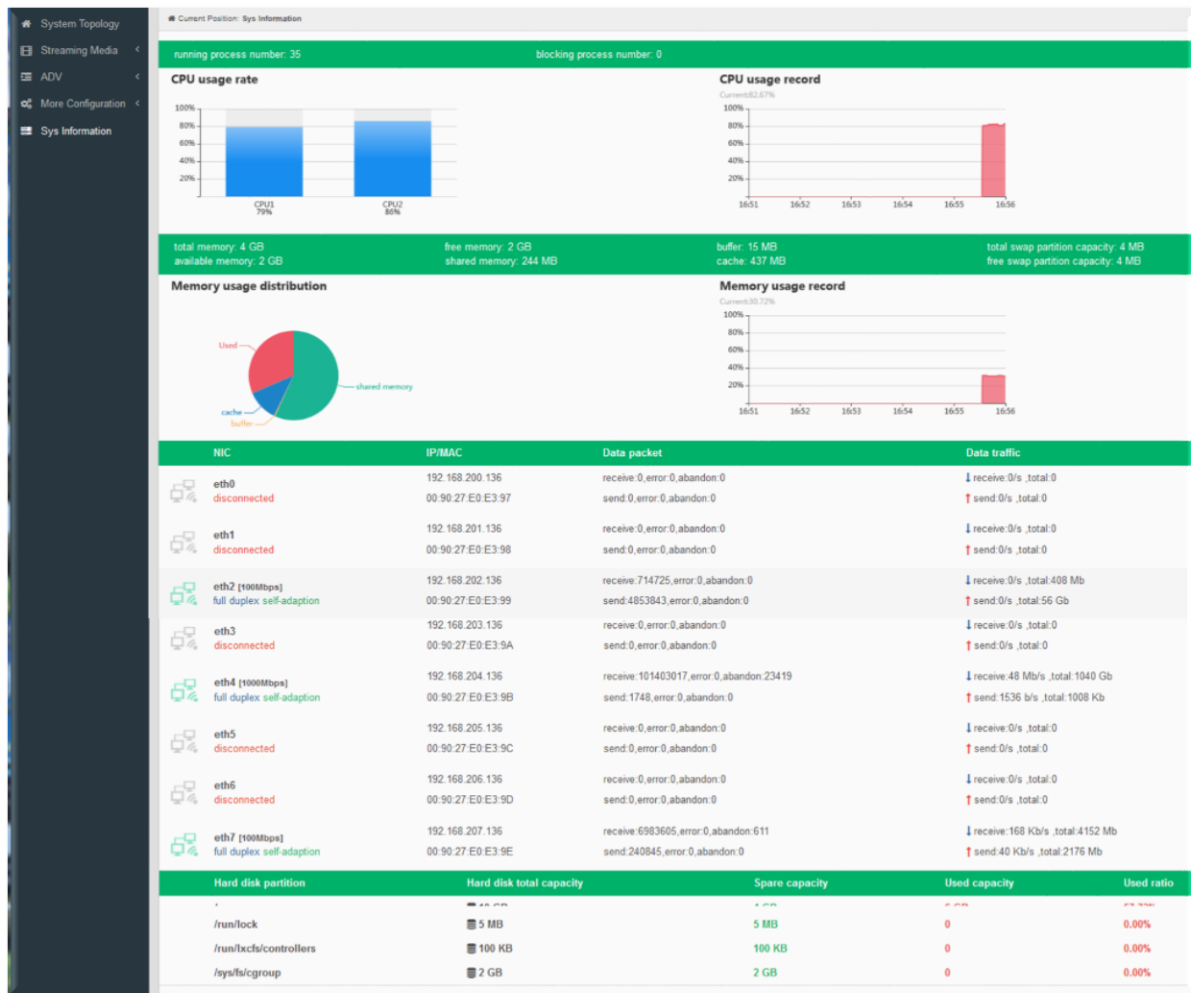 System Topology
Streaming Media
ADV
More Configuration
Sys Information
Current Position: Sys Information
running process number: 35 blocking process number: 0
CPU usage rate
100%
80%
60%
40%
20%
CPU1
79%
CPU2
86%
CPU usage record
Current:82.67%
100%
80%
60%
40%
20%
16:51 16:52 16:53 16:54 16:55 16:56
total memory: 4 GB free memory: 2 GB buffer: 15 MB total swap partition capacity: 4 MB
available memory: 2 GB shared memory: 244 MB cache: 437 MB free swap partition capacity: 4 MB
Memory usage distribution
Used
shared memory
cache
buffer
Memory usage record
Current:30.72%
100%
80%
60%
40%
20%
16:51 16:52 16:53 16:54 16:55 16:56
NIC IP/MAC Data packet Data traffic
eth0 192.168.200.136 receive:0,error:0,abandon:0 receive:0/s ,total:0
disconnected 00:90:27:E0:E3:97 send:0,error:0,abandon:0 send:0/s ,total:0
eth1 192.168.201.136 receive:0,error:0,abandon:0 receive:0/s ,total:0
disconnected 00:90:27:E0:E3:98 send:0,error:0,abandon:0 send:0/s ,total:0
eth2 [100Mbps] 192.168.202.136 receive:714725,error:0,abandon:0 receive:0/s ,total:408 Mb
full duplex self-adaption 00:90:27:E0:E3:99 send:4853843,error:0,abandon:0 send:0/s ,total:56 Gb
eth3 192.168.203.136 receive:0,error:0,abandon:0 receive:0/s ,total:0
disconnected 00:90:27:E0:E3:9A send:0,error:0,abandon:0 send:0/s ,total:0
eth4 [1000Mbps] 192.168.204.136 receive:101403017,error:0,abandon:23419 receive:48 Mb/s ,total:1040 Gb
full duplex self-adaption 00:90:27:E0:E3:9B send:1748,error:0,abandon:0 send:1536 b/s ,total:1008 Kb
eth5 192.168.205.136 receive:0,error:0,abandon:0 receive:0/s ,total:0
disconnected 00:90:27:E0:E3:9C send:0,error:0,abandon:0 send:0/s ,total:0
eth6 192.168.206.136 receive:0,error:0,abandon:0 receive:0/s ,total:0
disconnected 00:90:27:E0:E3:9D send:0,error:0,abandon:0 send:0/s ,total:0
eth7 [100Mbps] 192.168.207.136 receive:6983605,error:0,abandon:611 receive:168 Kb/s ,total:4152 Mb
full duplex self-adaption 00:90:27:E0:E3:9E send:240845,error:0,abandon:0 send:40 Kb/s ,total:2176 Mb
Hard disk partition Hard disk total capacity Spare capacity Used capacity Used ratio
/run/lock 5 MB 5 MB 0 0.00%
/run/lxcfs/controllers 100 KB 100 KB 0 0.00%
/sys/fs/cgroup 2 GB 2 GB 0 0.00%